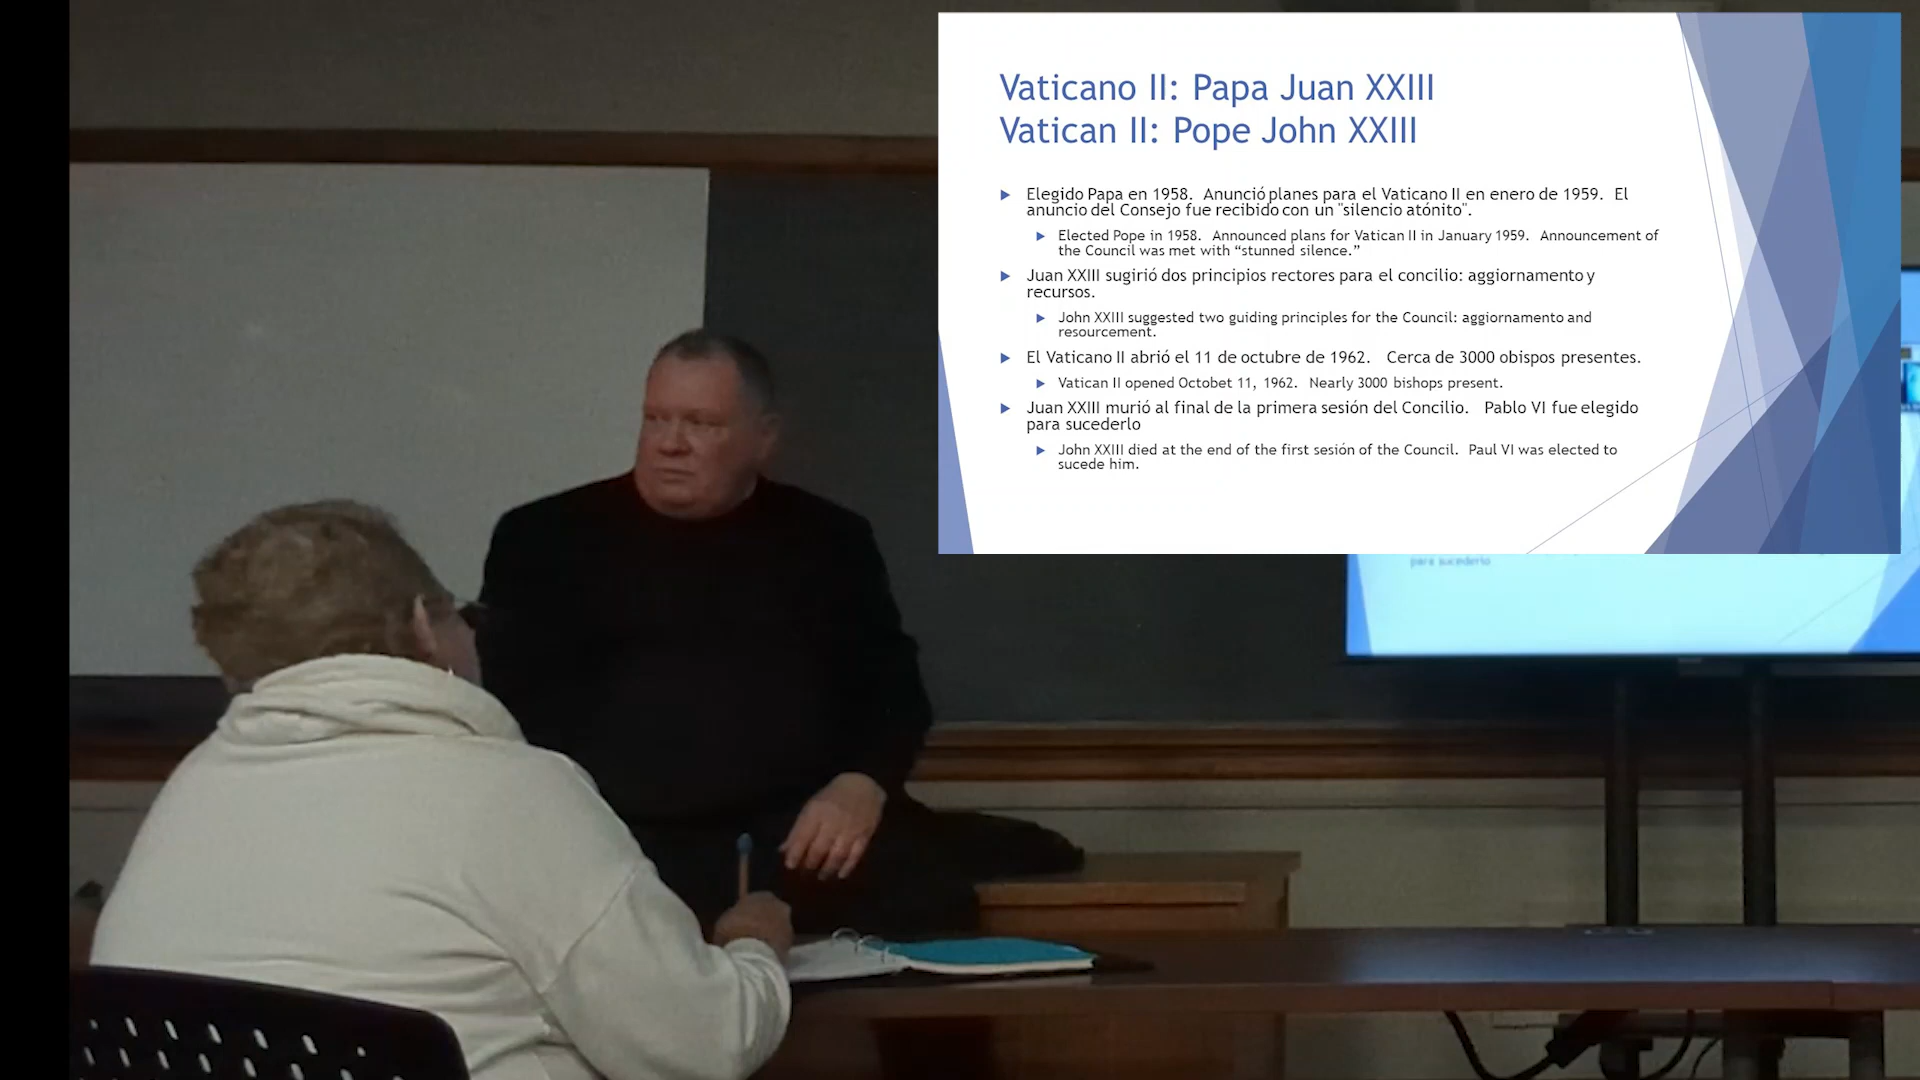 Vaticano II: Papa Juan XXIII
Vatican II: Pope John XXIII
Elegido Papa en 1958. Anunció planes para el Vaticano II en enero de 1959. El
anuncio del Consejo fue recibido con un "silencio atónito".
Elected Pope in 1958. Announced plans for Vatican II in January 1959. Announcement of
the Council was met with “stunned silence.”
Juan XXIII sugirió dos principios rectores para el concilio: aggiornamento y
recursos.
John XXIII suggested two guiding principles for the Council: aggiornamento and
resourcement.
El Vaticano II abrió el 11 de octubre de 1962. Cerca de 3000 obispos presentes.
Vatican II opened Octobet 11, 1962. Nearly 3000 bishops present.
Juan XXIII murió al final de la primera sesión del Concilio. Pablo VI fue elegido
para sucederlo
John XXIII died at the end of the first sesión of the Council. Paul VI was elected to
sucede him.
para sucederlo